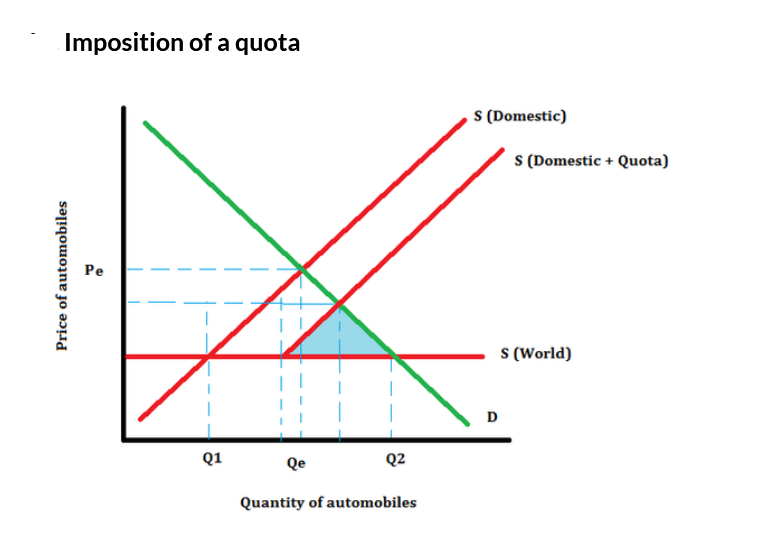 Imposition of a quota
S (Domestic)
S (Domestic + Quota)
Price of automobiles
Pe
S (World)
D
Q1
Qe
Q2
Quantity of automobiles